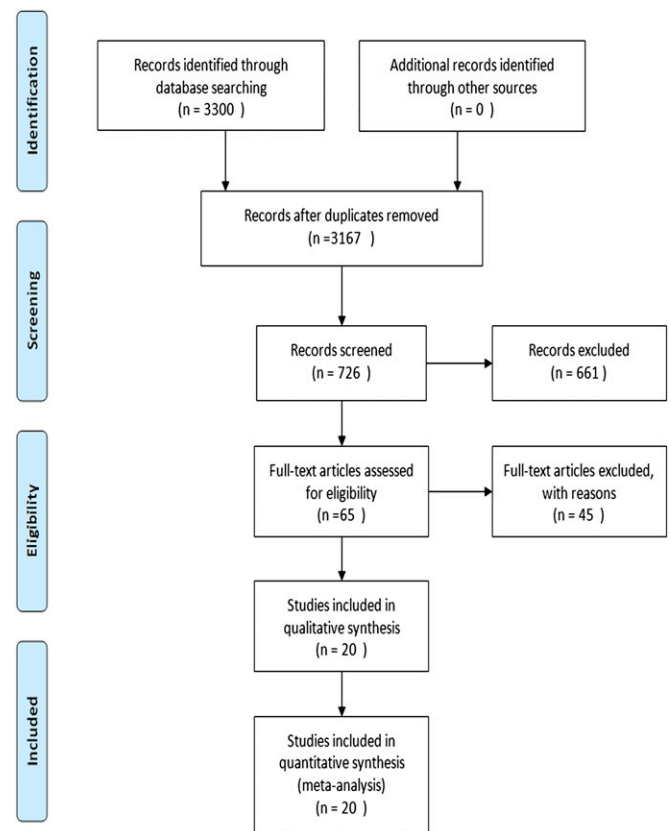 Identification
Records identified through
database searching
(n = 3300 )
Additional records identified
through other sources
(n = 0 )
Records after duplicates removed
(n =3167 )
Screening
Records screened
(n = 726 )
Records excluded
(n = 661 )
Eligibility
Full-text articles assessed
for eligibility
(n =65 )
Full-text articles excluded,
with reasons
(n = 45 )
Studies included in
qualitative synthesis
(n = 20 )
Included
Studies included in
quantitative synthesis
(meta-analysis)
(n = 20 )